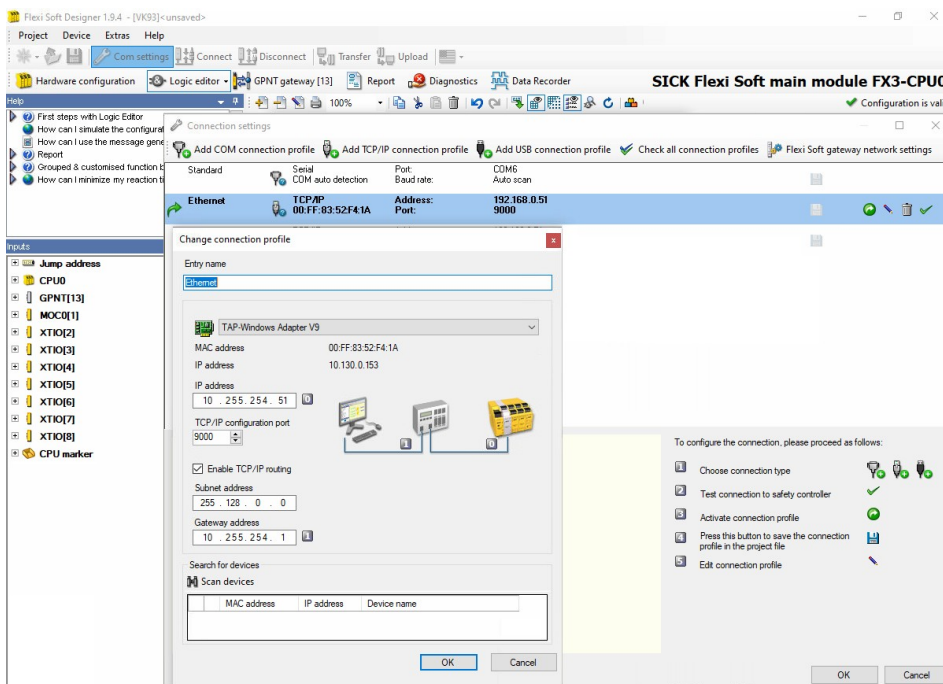 Flexi Soft Designer 1.9.4 - [VK93]<unsaved>
Project Device Extras Help
Com settings Connect Disconnect Transfer Upload
Hardware configuration Logic editor GPNT gateway [13] Report Diagnostics Data Recorder SICK Flexi Soft main module FX3-CPU0
Help 100% Configuration is vali
First steps with Logic Editor
How can I simulate the configurat
How can I use the message gene
Report
Grouped & customised function b
How can I minimize my reaction ti
Connection settings
Add COM connection profile Add TCP/IP connection profile Add USB connection profile Check all connection profiles Flexi Soft gateway network settings
Standard Serial Port: COM6
COM auto detection Baud rate: Auto scan
Ethernet TCP/IP Address: 192.168.0.51
00:FF:83:52:F4:1A Port: 9000
Inputs
Jump address
CPU0
GPNT[13]
MOC0[1]
XTIO[2]
XTIO[3]
XTIO[4]
XTIO[5]
XTIO[6]
XTIO[7]
XTIO[8]
CPU marker
Change connection profile x
Entry name
Ethernet
TAP-Windows Adapter V9
MAC address 00:FF:83:52:F4:1A
IP address 10.130.0.153
IP address
10 . 255 . 254 . 51 0
TCP/IP configuration port
9000
1 0
Enable TCP/IP routing
Subnet address
255 . 128 . 0 . 0
Gateway address
10 . 255 . 254 . 1 1
Search for devices
Scan devices
MAC address IP address Device name
OK Cancel
To configure the connection, please proceed as follows:
1 Choose connection type
2 Test connection to safety controller
3 Activate connection profile
4 Press this button to save the connection
profile in the project file
5 Edit connection profile
OK Cancel